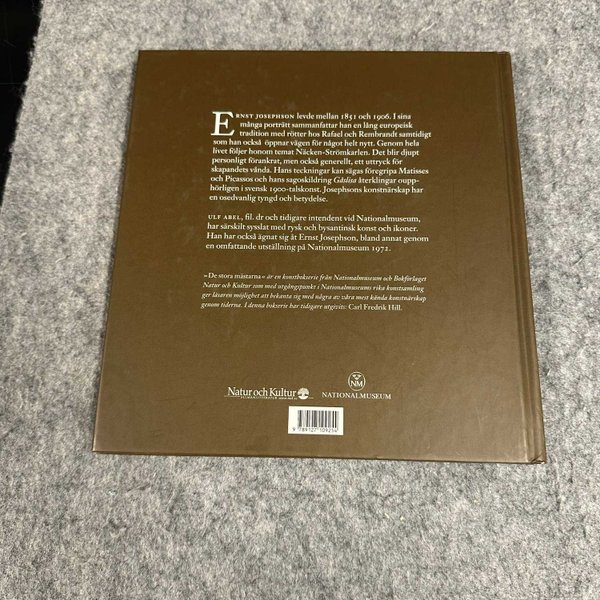 ERNST JOSEPHSON levde mellan 1851 och 1906. I sina
många porträtt sammanfattar han en lång europeisk
tradition med rötter hos Rafael och Rembrandt samtidigt
som han också öppnar vägen för något helt nytt. Genom hela
livet följer honom temat Näcken-Strömkarlen. Det blir djupt
personligt förankrat, men också generellt, ett uttryck för
skapandets vånda. Hans teckningar kan sägas föregripa Matisses
och Picassos och hans sagoskildring Gåslisa återklingar oupp-
hörligen i svensk 1900-talskonst. Josephsons konstnärskap har
en osedvanlig tyngd och betydelse.
ULF ABEL, fil. dr och tidigare intendent vid Nationalmuseum,
har särskilt sysslat med rysk och bysantinsk konst och ikoner.
Han har också ägnat sig åt Ernst Josephson, bland annat genom
en omfattande utställning på Nationalmuseum 1972.
»De stora mästarna« är en konstbokserie från Nationalmuseum och Bokförlaget
Natur och Kultur som med utgångspunkt i Nationalmuseums rika konstsamling
ger läsaren möjlighet att bekanta sig med några av våra mest kända konstnärskap
genom tiderna. I denna bokserie har tidigare utgivits: Carl Fredrik Hill.
Natur och Kultur
NM
NATIONALMUSEUM
9 789127 109254